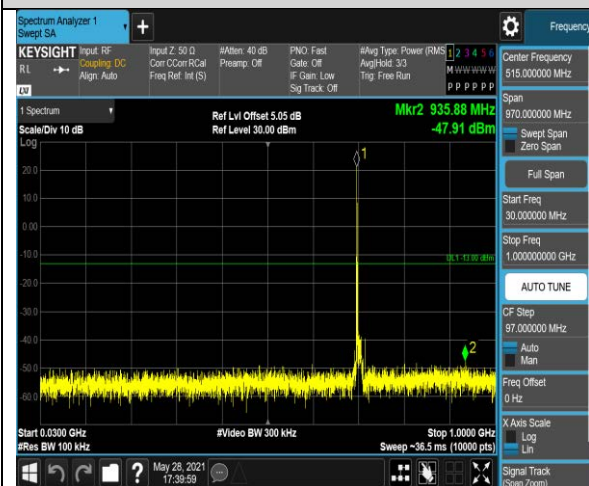 Spectrum Analyzer 1
Swept SA
+
Frequency
KEYSIGHT
RL
LXI
Input: RF
Coupling: DC
Align: Auto
Input Z: 50 Ω
Corr CCorr RCal
Freq Ref: Int (S)
#Atten: 40 dB
Preamp: Off
PNO: Fast
Gate: Off
IF Gain: Low
Sig Track: Off
#Avg Type: Power (RMS
Avg|Hold: 3/3
Trig: Free Run
1 2 3 4 5 6
M W W W W W
P P P P P P
1 Spectrum
Scale/Div 10 dB
Log
Ref Lvl Offset 5.05 dB
Ref Level 30.00 dBm
Mkr2 935.88 MHz
-47.91 dBm
1
20.0
10.0
0.00
-10.0
DL1 -13.00 dBm
-20.0
-30.0
-40.0
2
-50.0
-60.0
Start 0.0300 GHz
#Res BW 100 kHz
#Video BW 300 kHz
Stop 1.0000 GHz
Sweep ~36.5 ms (10000 pts)
Center Frequency
515.000000 MHz
Span
970.000000 MHz
Swept Span
Zero Span
Full Span
Start Freq
30.000000 MHz
Stop Freq
1.000000000 GHz
AUTO TUNE
CF Step
97.000000 MHz
Auto
Man
Freq Offset
0 Hz
X Axis Scale
Log
Lin
Signal Track
(Span Zoom)
?
May 28, 2021
17:39:59